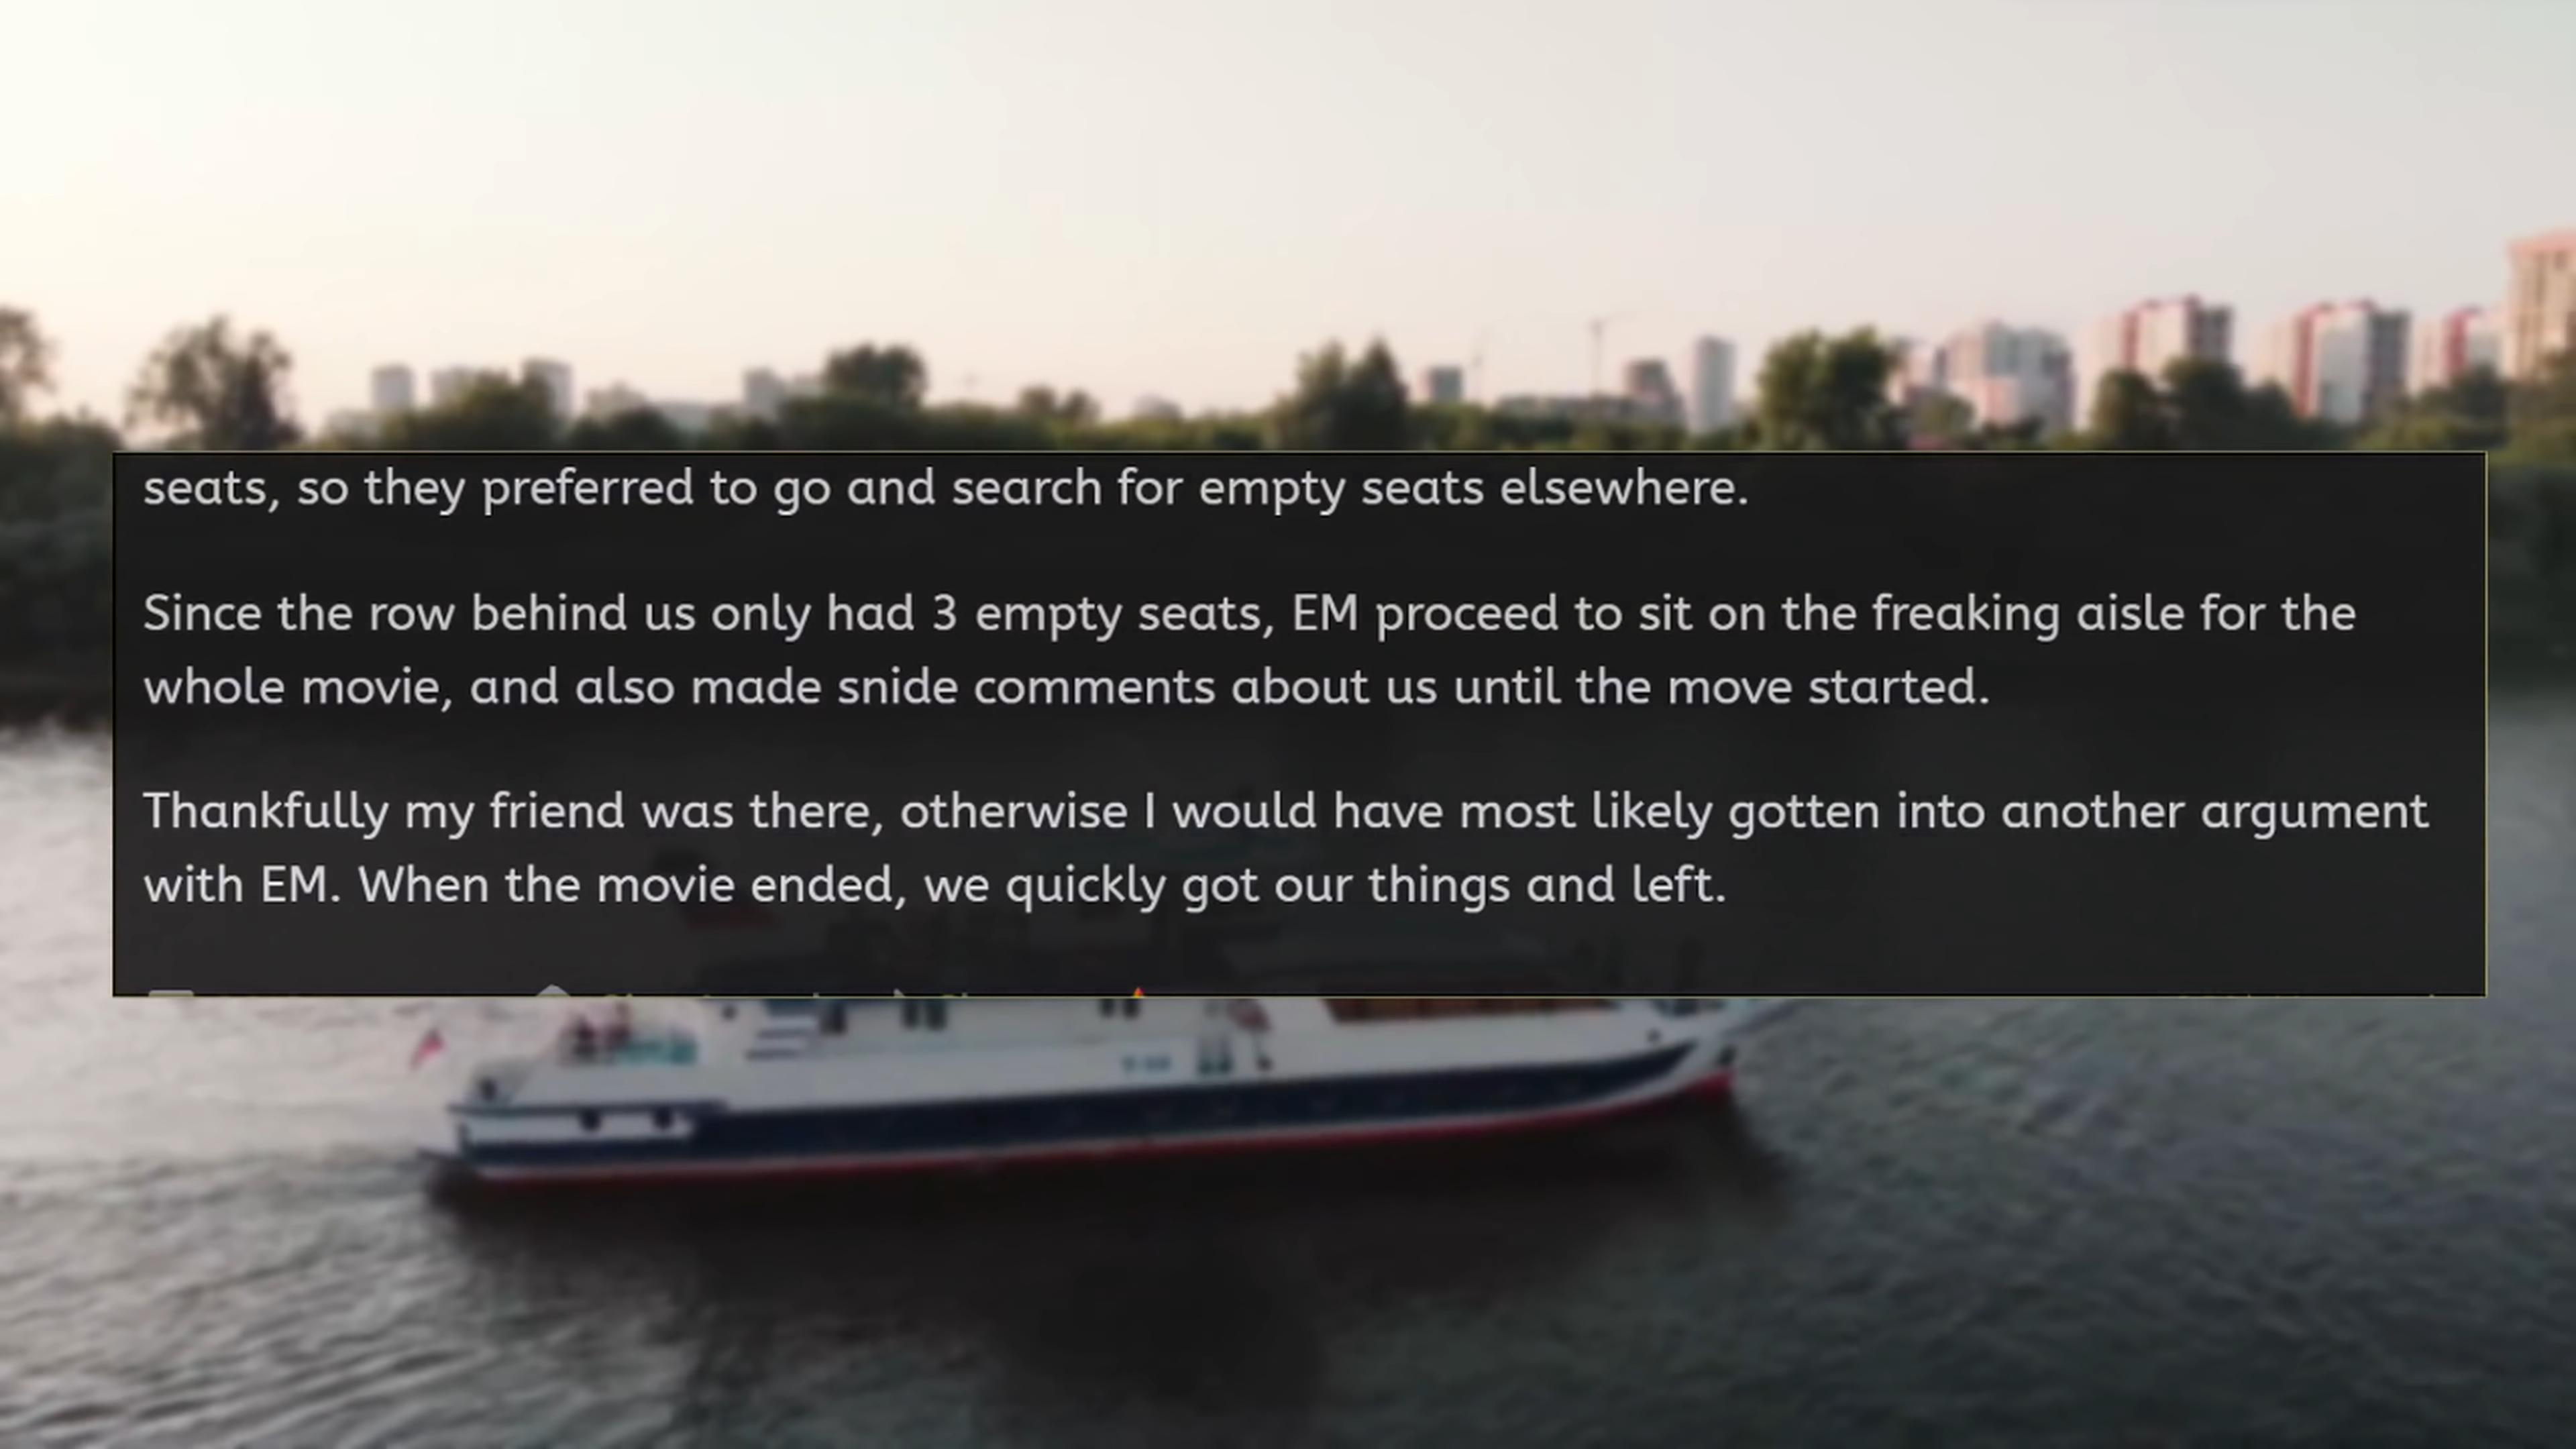 seats, so they preferred to go and search for empty seats elsewhere.
Since the row behind us only had 3 empty seats, EM proceed to sit on the freaking aisle for the
whole movie, and also made snide comments about us until the move started.
Thankfully my friend was there, otherwise I would have most likely gotten into another argument
with EM. When the movie ended, we quickly got our things and left.